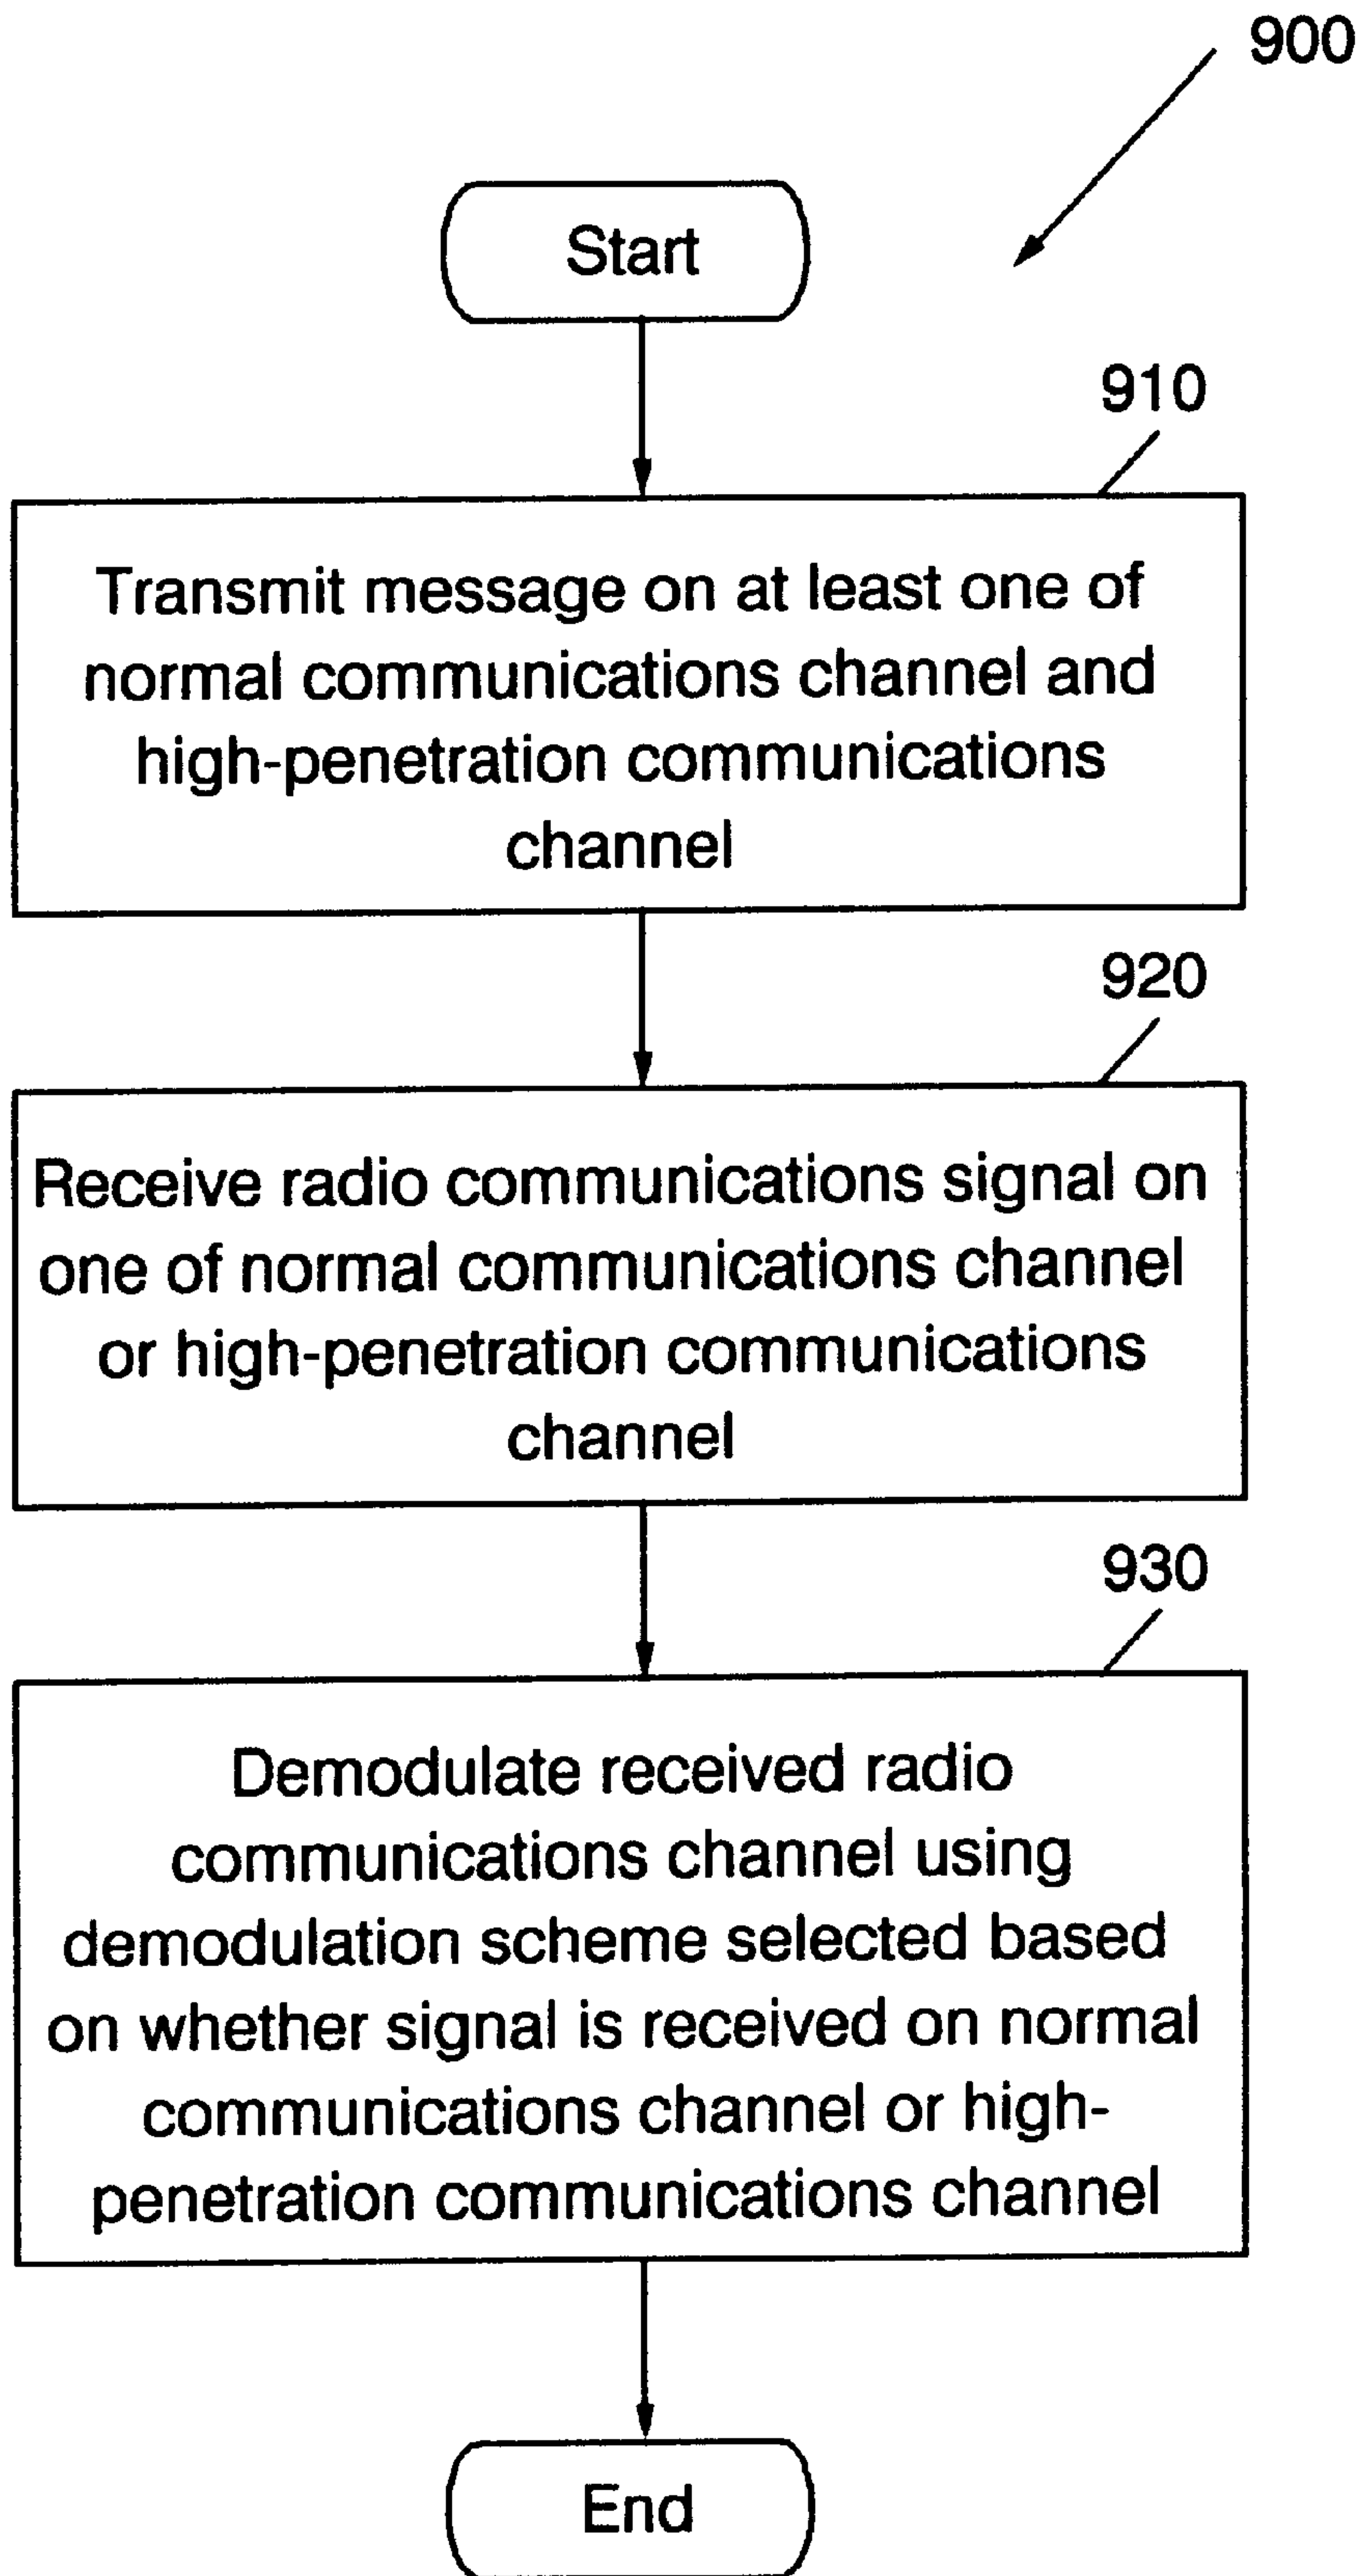 900
Start
910
Transmit message on at least one of
normal communications channel and
high-penetration communications
channel
920
Receive radio communications signal on
one of normal communications channel
or high-penetration communications
channel
930
Demodulate received radio
communications channel using
demodulation scheme selected based
on whether signal is received on normal
communications channel or high-
penetration communications channel
End